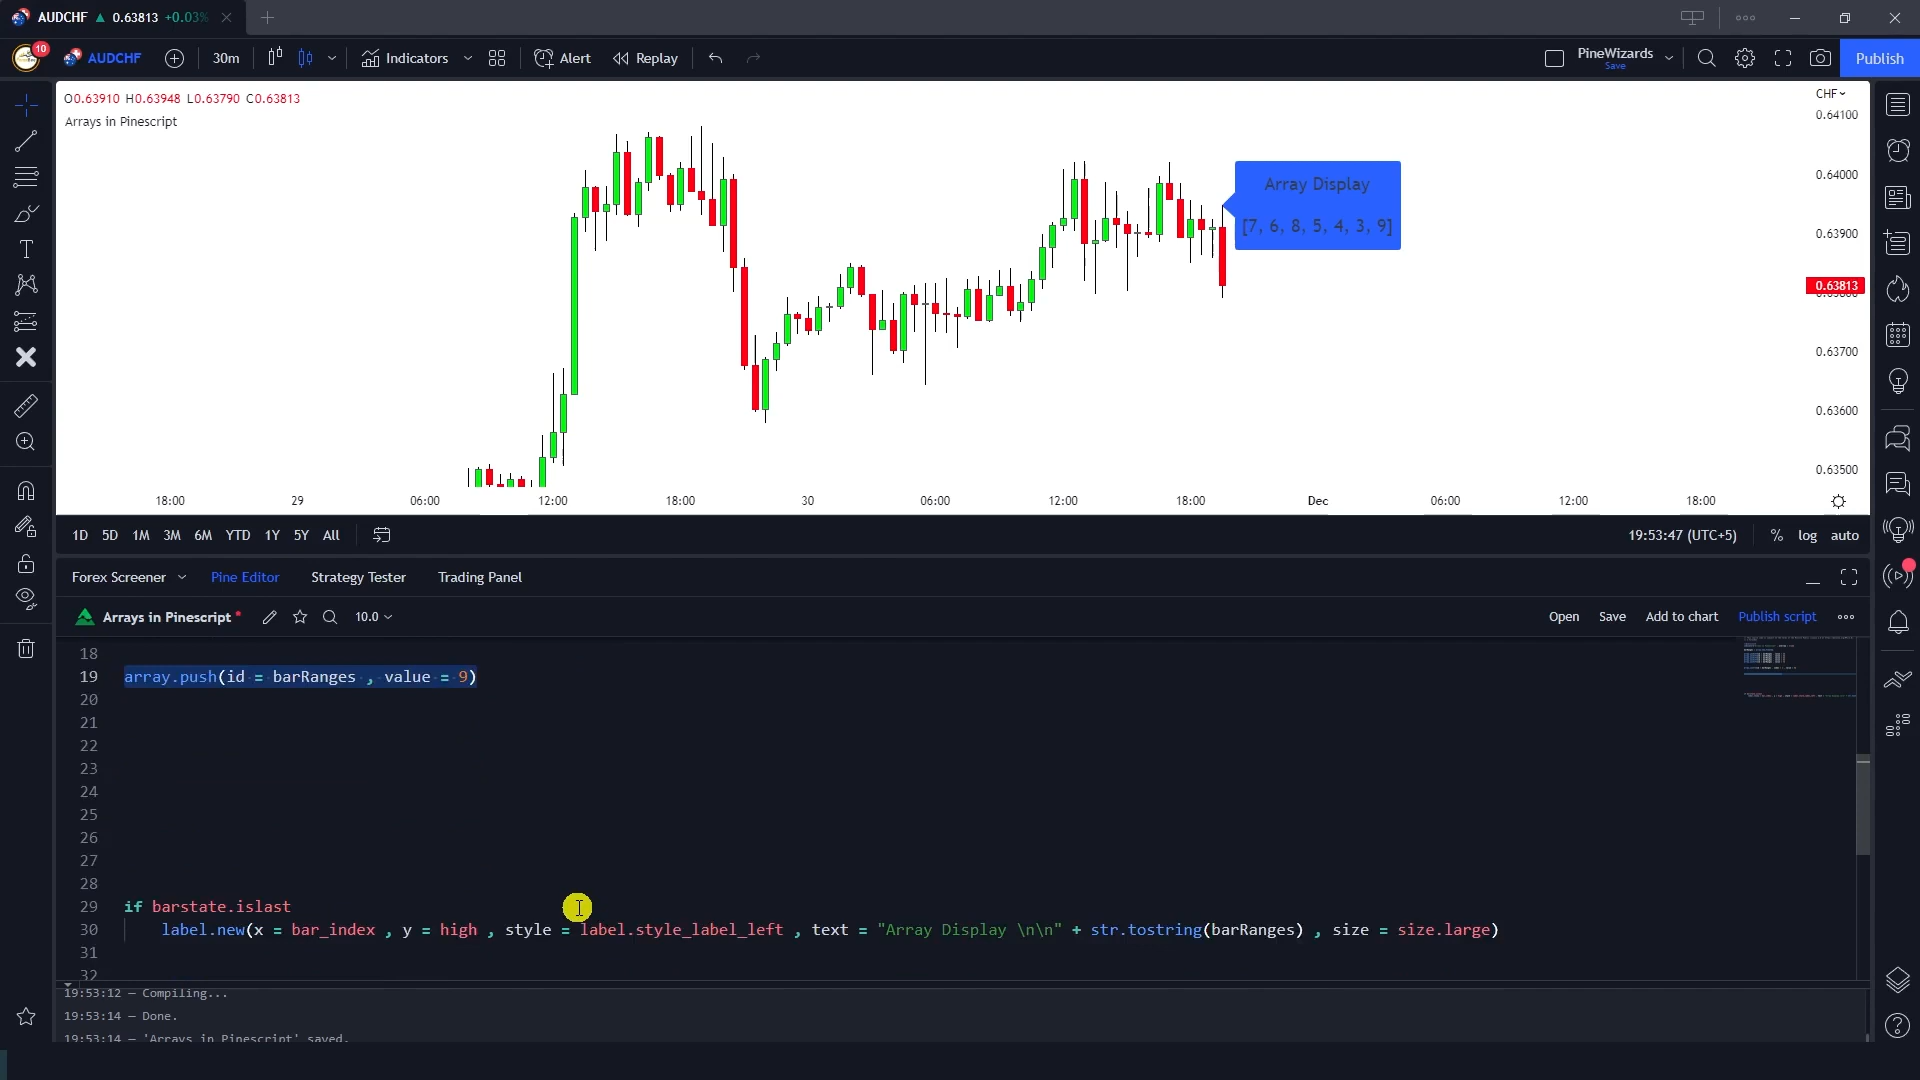 AUDCHF ▲ 0.63813 +0.03%
10
AUDCHF
30m
Indicators
Alert
Replay
PineWizards
Save
Publish
O0.63910 H0.63948 L0.63790 C0.63813
Arrays in Pinescript
CHF
0.64100
0.64000
0.63900
0.63813
0.63700
0.63600
0.63500
Array Display
[7, 6, 8, 5, 4, 3, 9]
18:00 29 06:00 12:00 18:00 30 06:00 12:00 18:00 Dec 06:00 12:00 18:00
1D 5D 1M 3M 6M YTD 1Y 5Y All
19:53:47 (UTC+5) % log auto
Forex Screener Pine Editor Strategy Tester Trading Panel
Arrays in Pinescript * 10.0
Open Save Add to chart Publish script
18
19 array.push(id = barRanges , value = 9)
20
21
22
23
24
25
26
27
28
29 if barstate.islast
30 label.new(x = bar_index , y = high , style = label.style_label_left , text = "Array Display \n\n" + str.tostring(barRanges) , size = size.large)
31
32
19:53:12 — Compiling...
19:53:14 — Done.
19:53:14 — 'Arrays in Pinescript' saved.